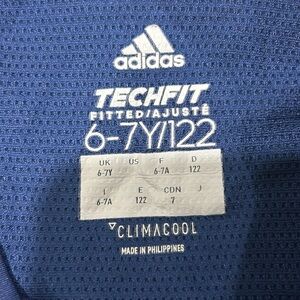 adidas
TECHFIT
FITTED/AJUSTÉ
6-7Y/122
UK US F D
6-7Y 6-7A 122
I E CDN J
6-7A 122 7
CLIMACOOL
MADE IN PHILIPPINES